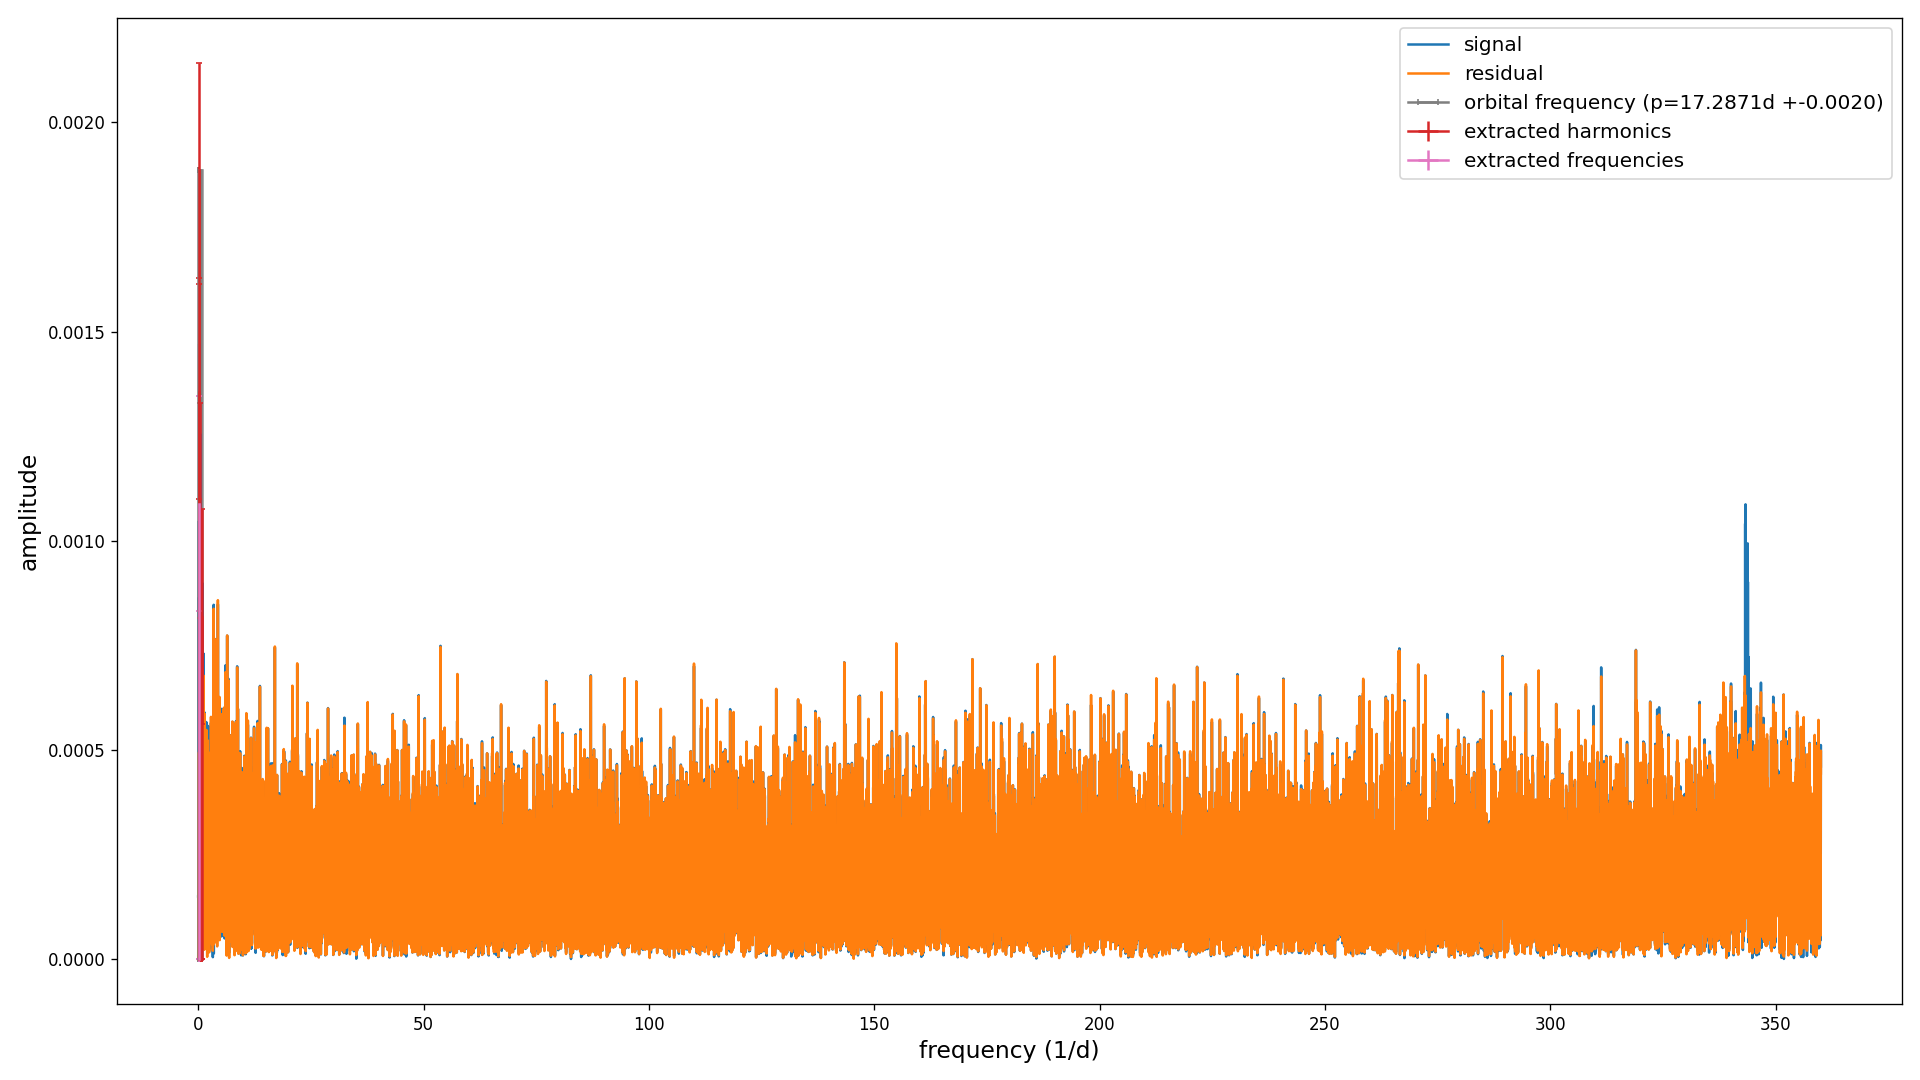 signal
residual
orbital frequency (p=17.2871d +-0.0020)
extracted harmonics
extracted frequencies
0.0020
0.0015
0.0010
0.0005
0.0000
amplitude
0 50 100 150 200 250 300 350
frequency (1/d)